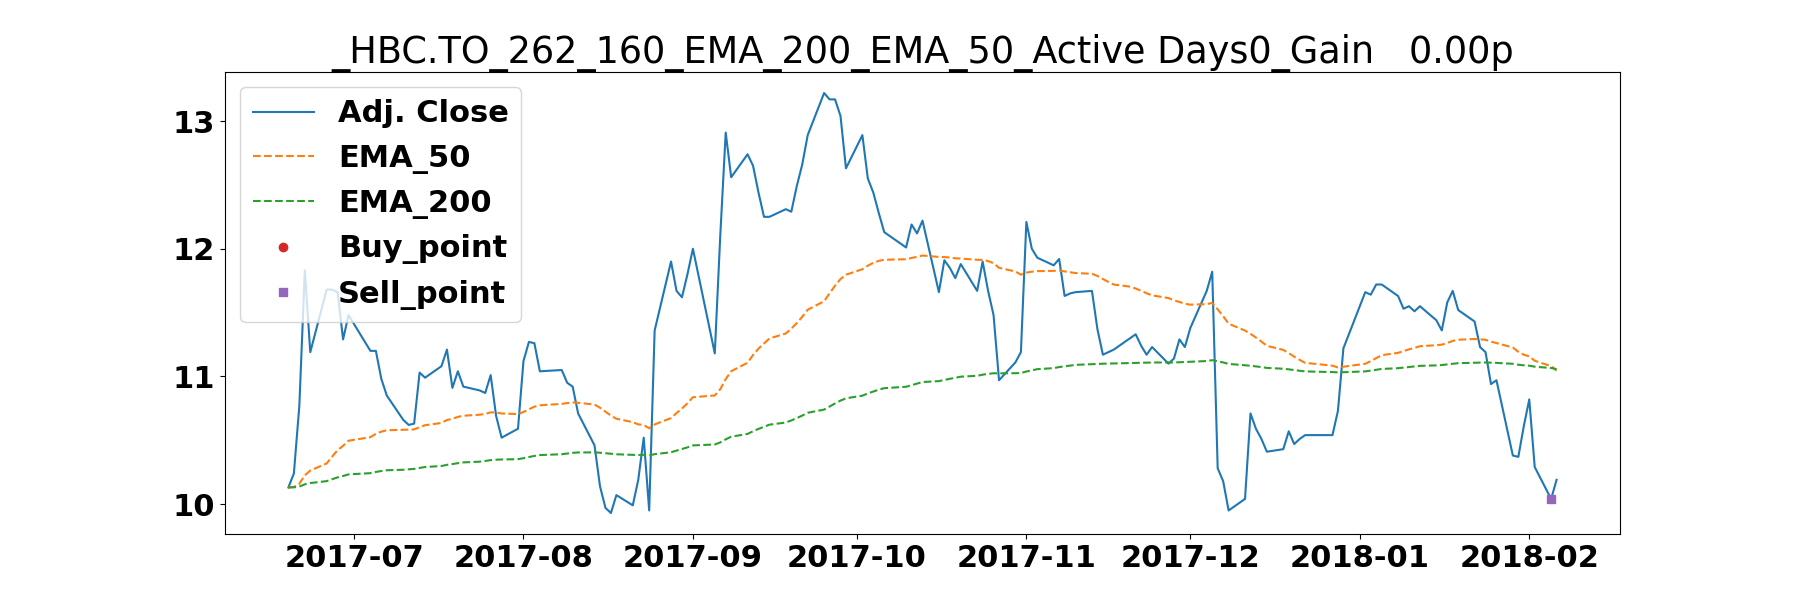 _HBC.TO_262_160_EMA_200_EMA_50_Active Days0_Gain   0.00p
Adj. Close
EMA_50
EMA_200
Buy_point
Sell_point
13
12
11
10
2017-07 2017-08 2017-09 2017-10 2017-11 2017-12 2018-01 2018-02